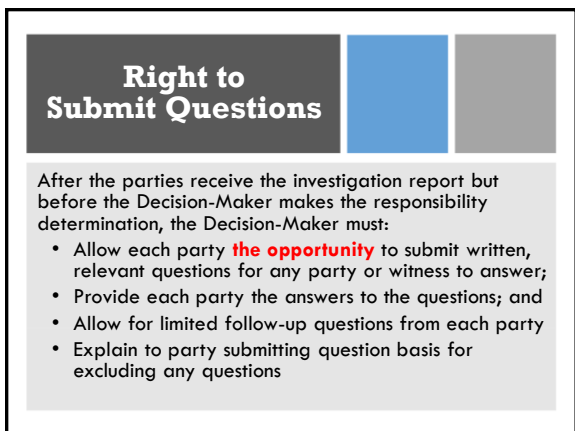 Right to
Submit Questions
After the parties receive the investigation report but
before the Decision-Maker makes the responsibility
determination, the Decision-Maker must:
• Allow each party the opportunity to submit written,
relevant questions for any party or witness to answer;
• Provide each party the answers to the questions; and
• Allow for limited follow-up questions from each party
• Explain to party submitting question basis for
excluding any questions